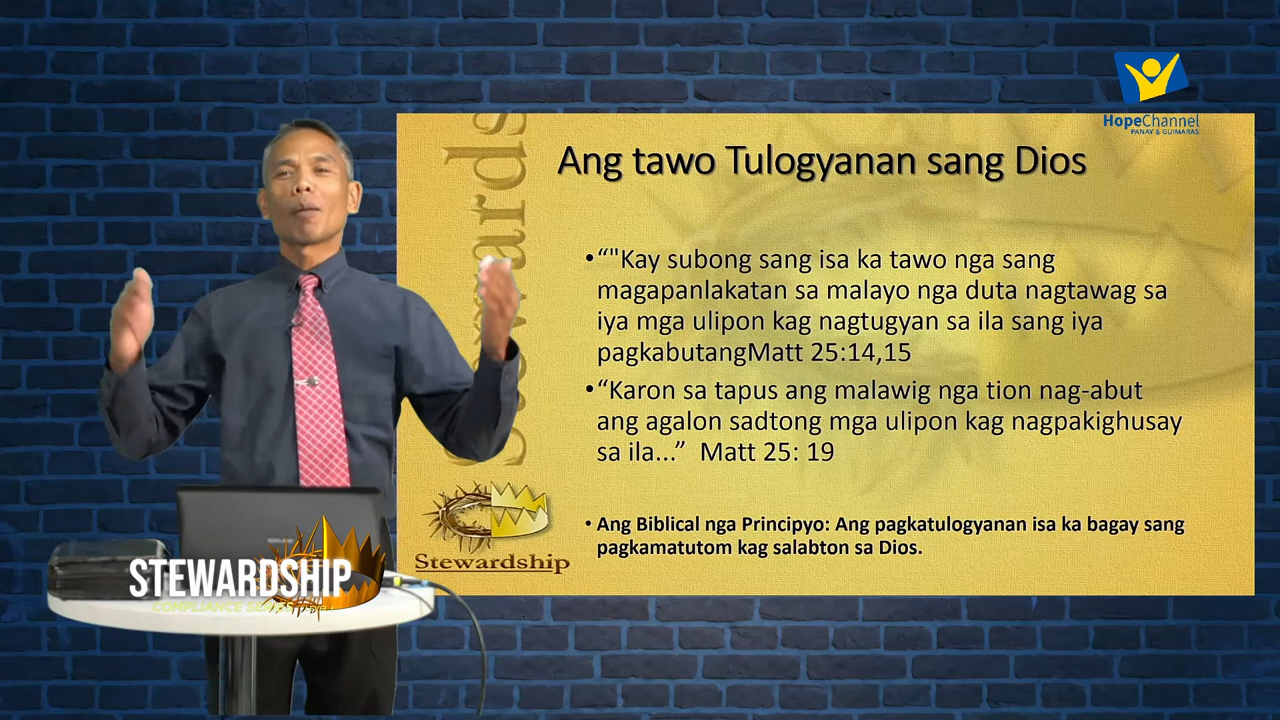 HopeChannel
PANAY & GUIMARAS
Ang tawo Tulogyanan sang Dios
•“"Kay subong sang isa ka tawo nga sang
magapanlakatan sa malayo nga duta nagtawag sa
iya mga ulipon kag nagtugyan sa ila sang iya
pagkabutangMatt 25:14,15
•“Karon sa tapus ang malawig nga tion nag-abut
ang agalon sadtong mga ulipon kag nagpakighusay
sa ila...” Matt 25: 19
• Ang Biblical nga Principyo: Ang pagkatulogyanan isa ka bagay sang
pagkamatutom kag salabton sa Dios.
Stewardship
STEWARDSHIP
COMPLIANCE